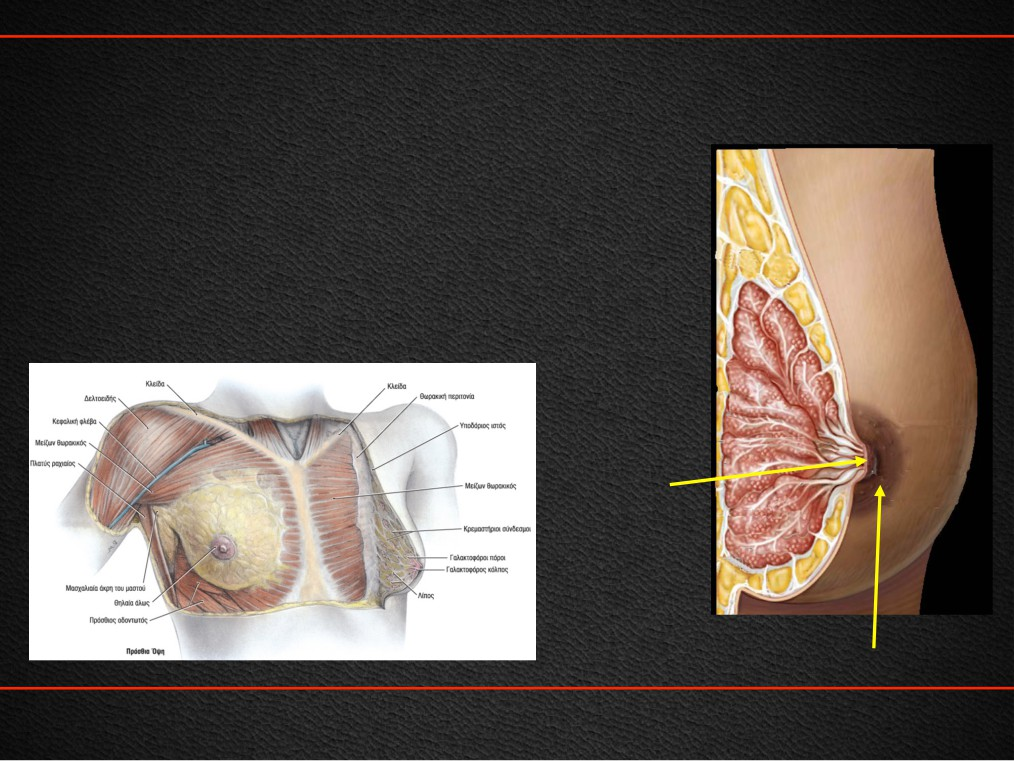 Κλείδα
Δελτοειδής
Κεφαλική φλέβα
Μείζων θωρακικός
Πλατύς ραχιαίος
Μασχαλιαία άκρη του μαστού
Θηλαία άλως
Πρόσθιος οδοντωτός
Κλείδα
Θωρακική περιτονία
Υποδόριος ιστός
Μείζων θωρακικός
Κρεμαστήριοι σύνδεσμοι
Γαλακτοφόροι πόροι
Γαλακτοφόρος κόλπος
Λίπος
Πρόσθια Όψη